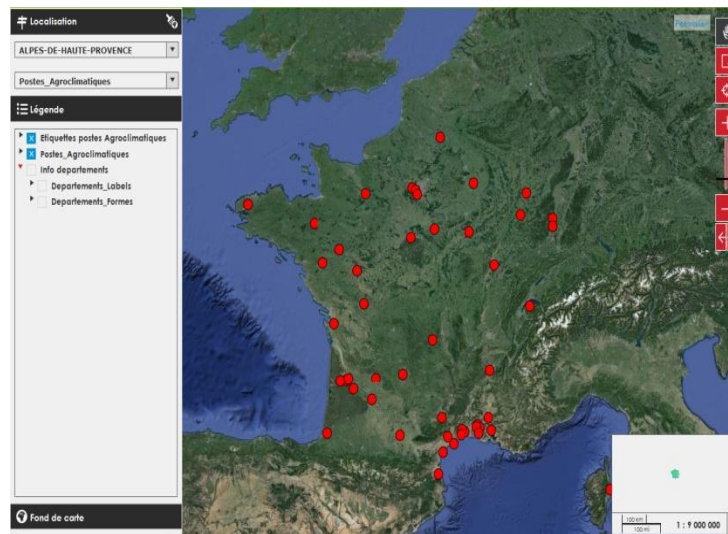 Localisation
ALPES-DE-HAUTE-PROVENCE
Postes_Agroclimatiques
Légende
Etiquettes postes Agroclimatiques
Postes_Agroclimatiques
Info departements
Departements_Labels
Departements_Formes
Fond de carte
100 km
100 mi
1 : 9 000 000